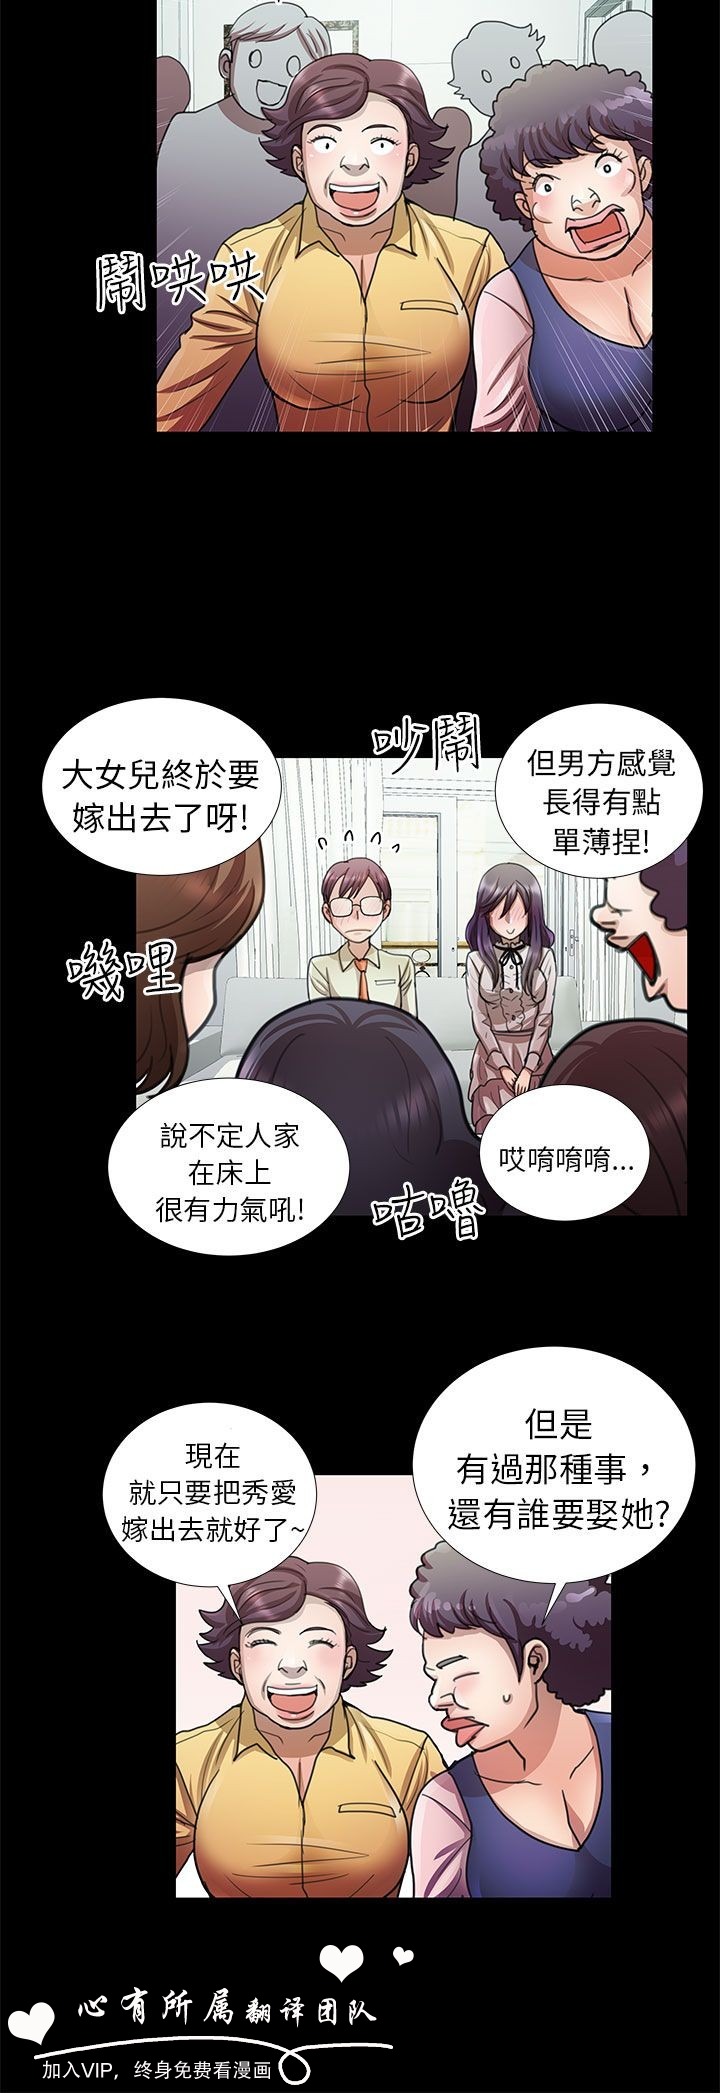 鬧哄哄
吵鬧
大女兒終於要
嫁出去了呀!
但男方感覺
長得有點
單薄捏!
嘰哩
說不定人家
在床上
很有力氣吼!
哎唷唷唷...
咕嚕
但是
有過那種事，
還有誰要娶她?
現在
就只要把秀愛
嫁出去就好了~
心有所属翻译团队
加入VIP，终身免费看漫画